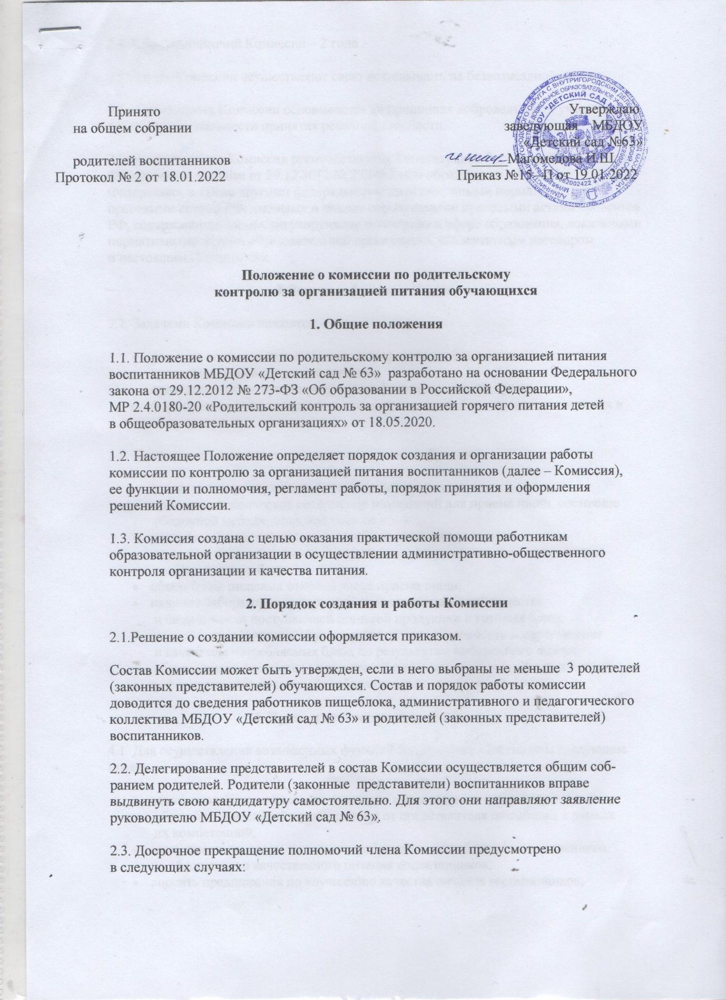 Принято
на общем собрании
родителей воспитанников
Протокол № 2 от 18.01.2022
Утверждаю
заведующая МБДОУ
«Детский сад №63»
Магомедова И.Ш.
Приказ №15 – П от 19.01.2022
МБДОУ "ДЕТСКИЙ САД №63"
Положение о комиссии по родительскому
контролю за организацией питания обучающихся
1. Общие положения
1.1. Положение о комиссии по родительскому контролю за организацией питания
воспитанников МБДОУ «Детский сад № 63» разработано на основании Федерального
закона от 29.12.2012 № 273-ФЗ «Об образовании в Российской Федерации»,
МР 2.4.0180-20 «Родительский контроль за организацией горячего питания детей
в общеобразовательных организациях» от 18.05.2020.
1.2. Настоящее Положение определяет порядок создания и организации работы
комиссии по контролю за организацией питания воспитанников (далее – Комиссия),
ее функции и полномочия, регламент работы, порядок принятия и оформления
решений Комиссии.
1.3. Комиссия создана с целью оказания практической помощи работникам
образовательной организации в осуществлении административно-общественного
контроля организации и качества питания.
2. Порядок создания и работы Комиссии
2.1.Решение о создании комиссии оформляется приказом.
Состав Комиссии может быть утвержден, если в него выбраны не меньше 3 родителей
(законных представителей) обучающихся. Состав и порядок работы комиссии
доводится до сведения работников пищеблока, административного и педагогического
коллектива МБДОУ «Детский сад № 63» и родителей (законных представителей)
воспитанников.
2.2. Делегирование представителей в состав Комиссии осуществляется общим соб-
ранием родителей. Родители (законные представители) воспитанников вправе
выдвинуть свою кандидатуру самостоятельно. Для этого они направляют заявление
руководителю МБДОУ «Детский сад № 63».
2.3. Досрочное прекращение полномочий члена Комиссии предусмотрено
в следующих случаях: